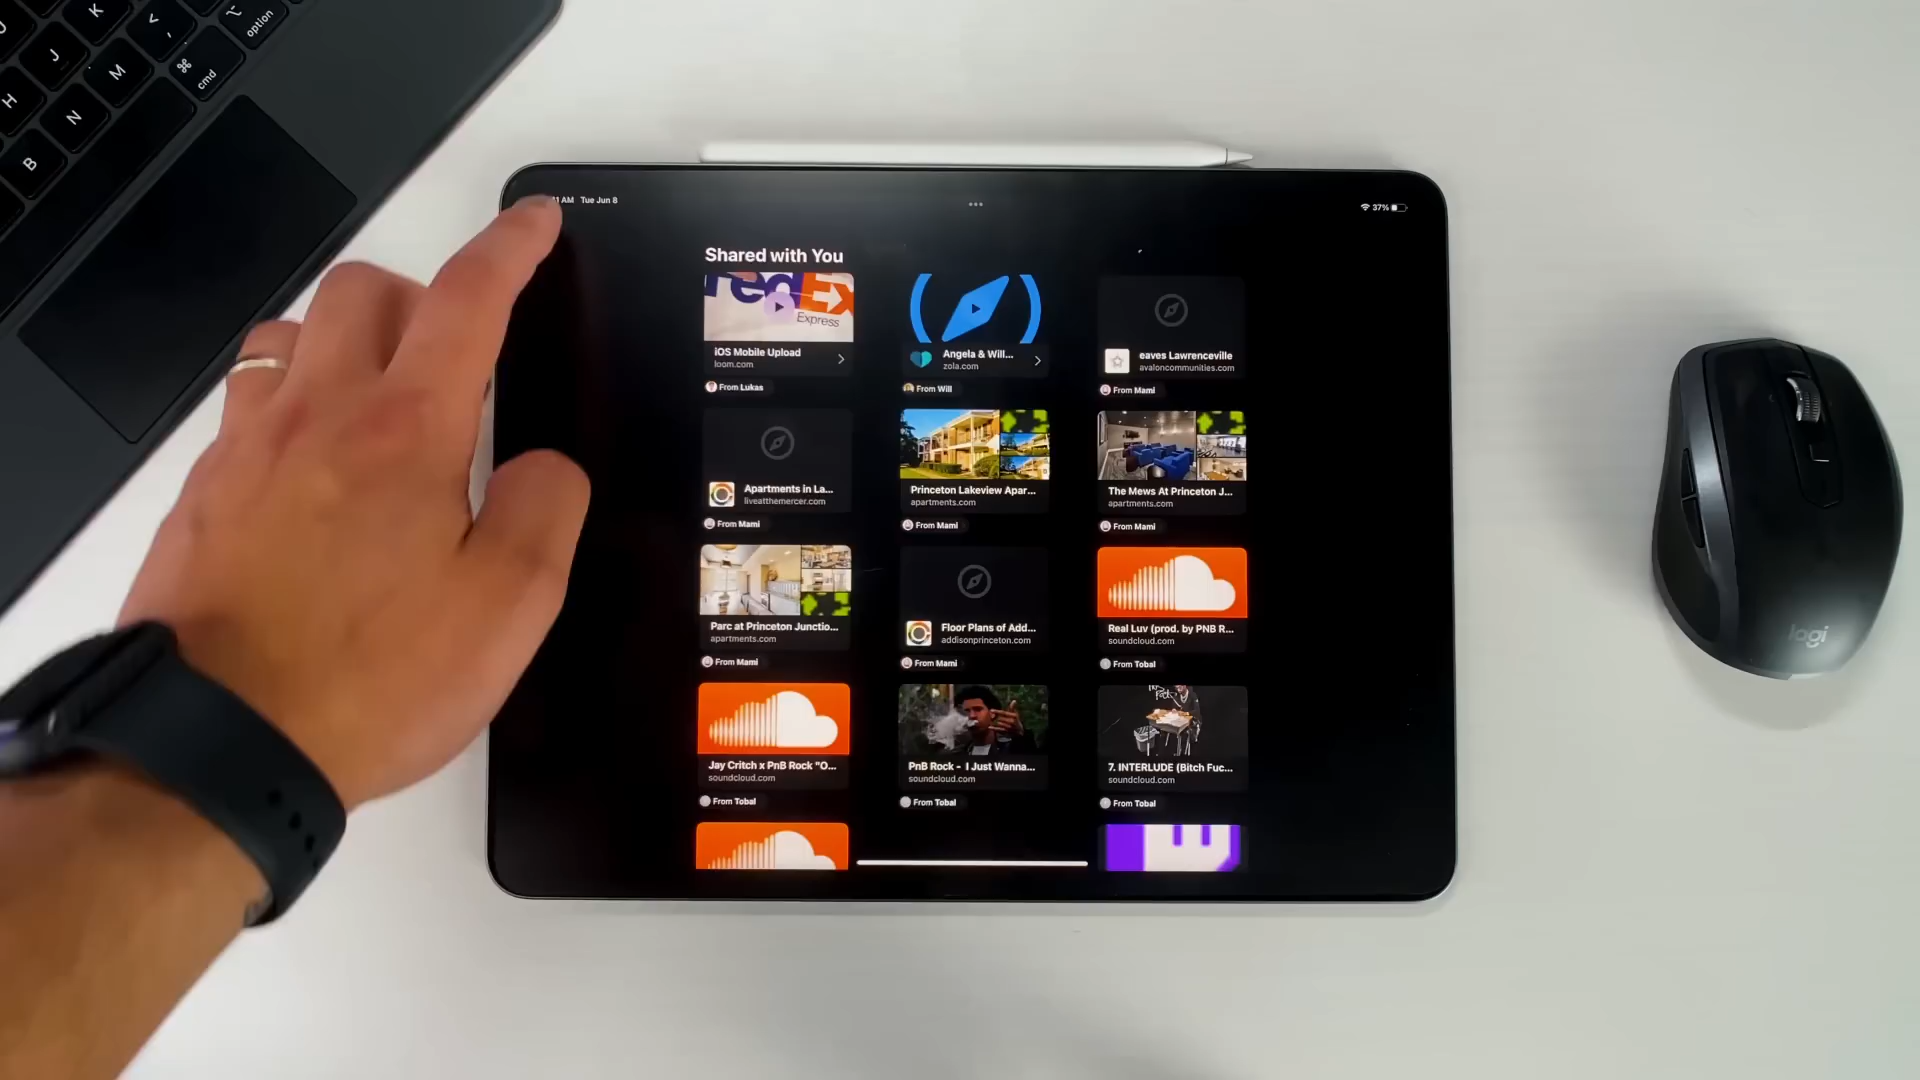 K
<
,
option
J
M
⌘
cmd
H
N
B
11 AM Tue Jun 8
37%
Shared with You
FedEx
Express
iOS Mobile Upload
loom.com
From Lukas
Angela & Will...
zola.com
From Will
eaves Lawrenceville
avaloncommunities.com
From Mami
Apartments in La...
liveatthemercer.com
From Mami
Princeton Lakeview Apar...
apartments.com
From Mami
The Mews At Princeton J...
apartments.com
From Mami
Parc at Princeton Junctio...
apartments.com
From Mami
Floor Plans of Add...
addisonprinceton.com
From Mami
Real Luv (prod. by PNB R...
soundcloud.com
From Tobal
Jay Critch x PnB Rock "O...
soundcloud.com
From Tobal
PnB Rock - I Just Wanna...
soundcloud.com
From Tobal
7. INTERLUDE (Bitch Fuc...
soundcloud.com
From Tobal
logi